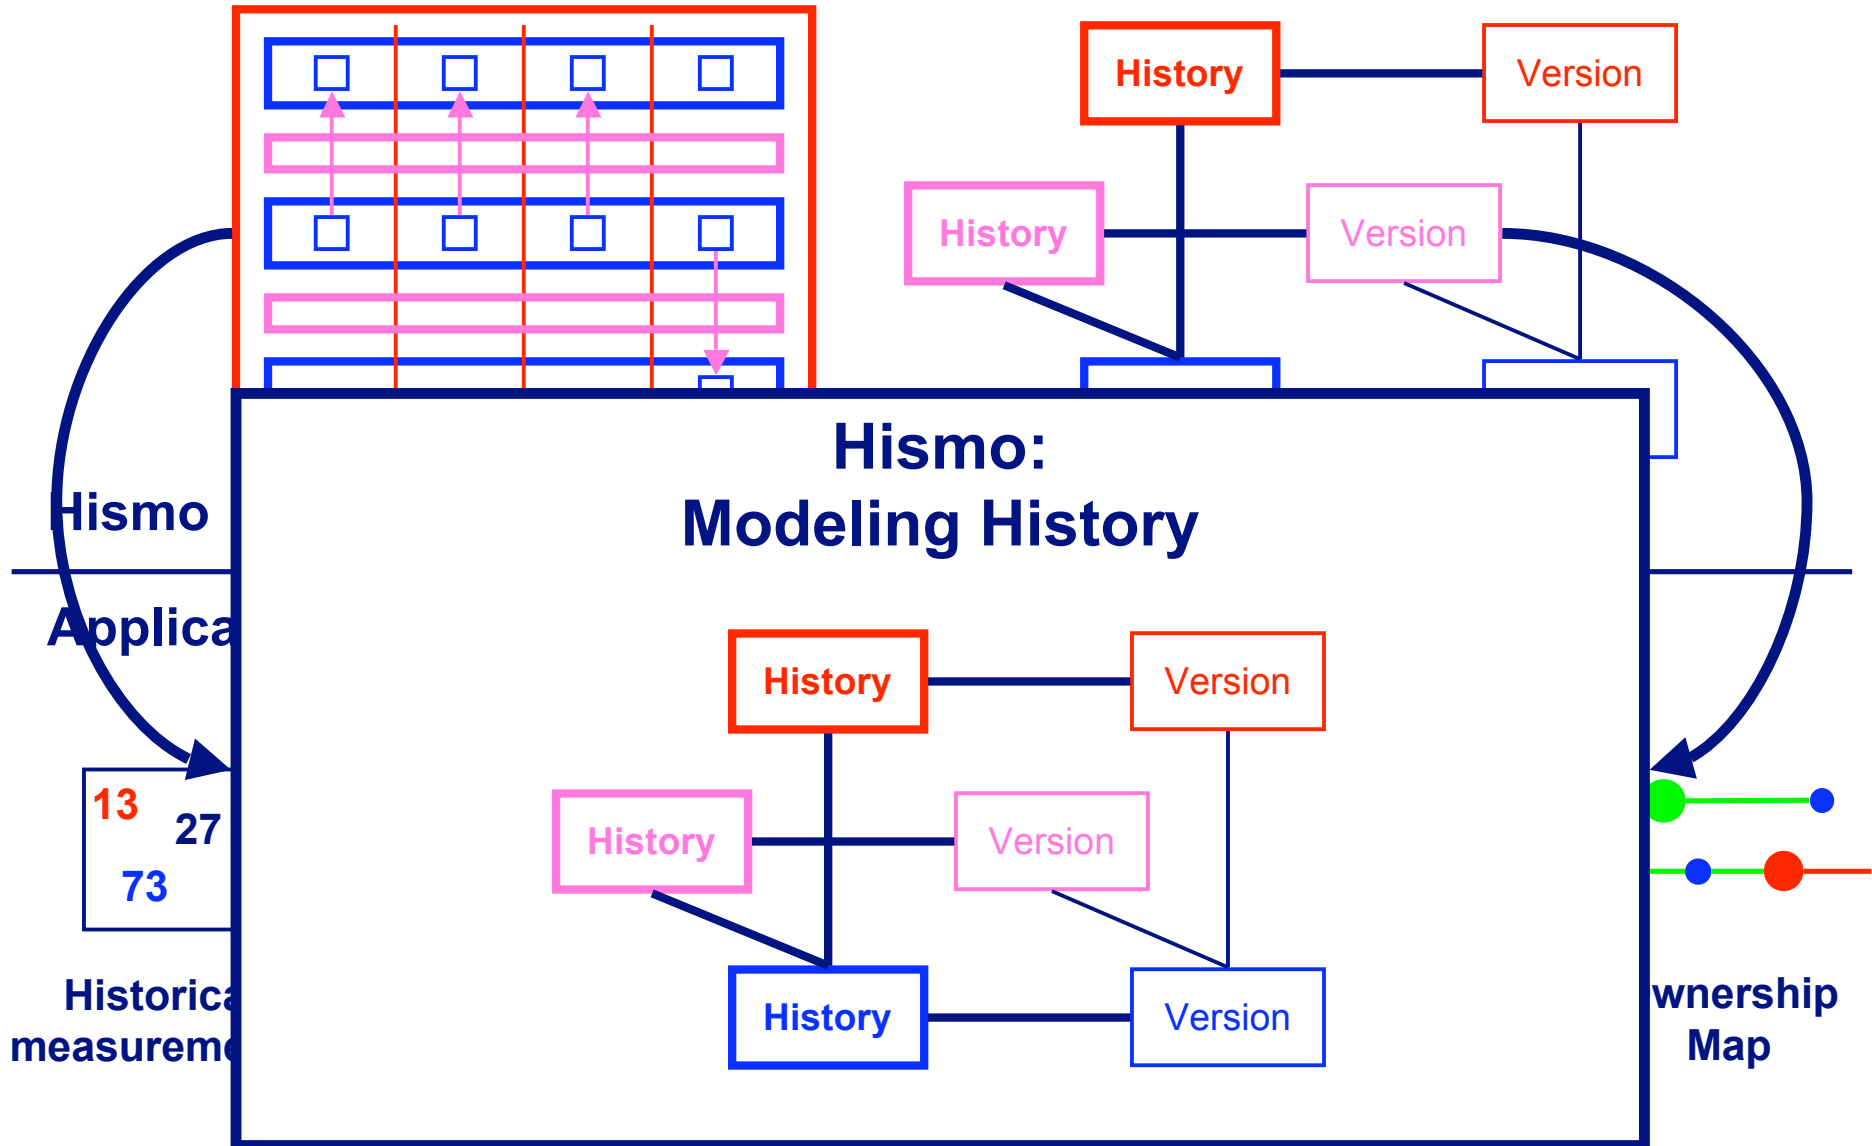 History
Version
History
Version
Hismo
Applica
Hismo:
Modeling History
History
Version
History
Version
History
Version
13
27
73
Historica
measureme
wnership
Map